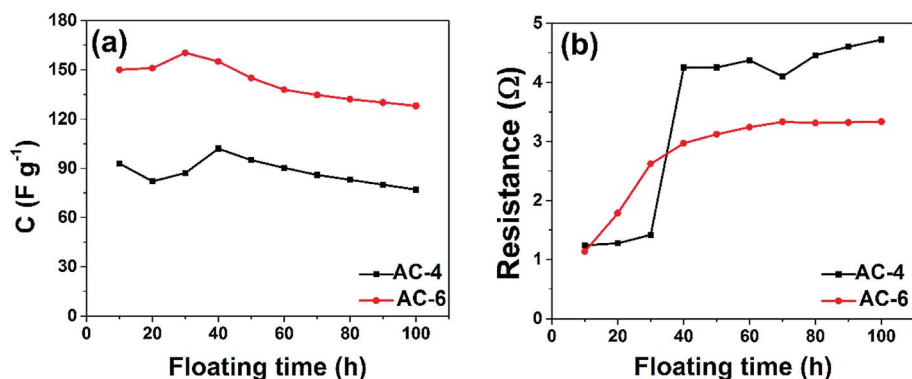 (a)
C (F g⁻¹)
180
150
120
90
60
30
0
0 20 40 60 80 100
Floating time (h)
AC-4
AC-6
(b)
Resistance (Ω)
5
4
3
2
1
0
0 20 40 60 80 100
Floating time (h)
AC-4
AC-6